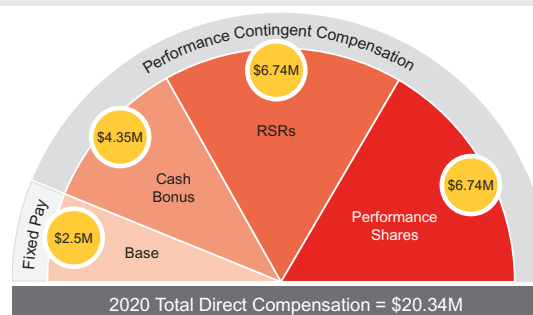 Performance Contingent Compensation
$6.74M
$4.35M
RSRs
$6.74M
Cash
Bonus
Fixed Pay
$2.5M
Base
Performance
Shares
2020 Total Direct Compensation = $20.34M